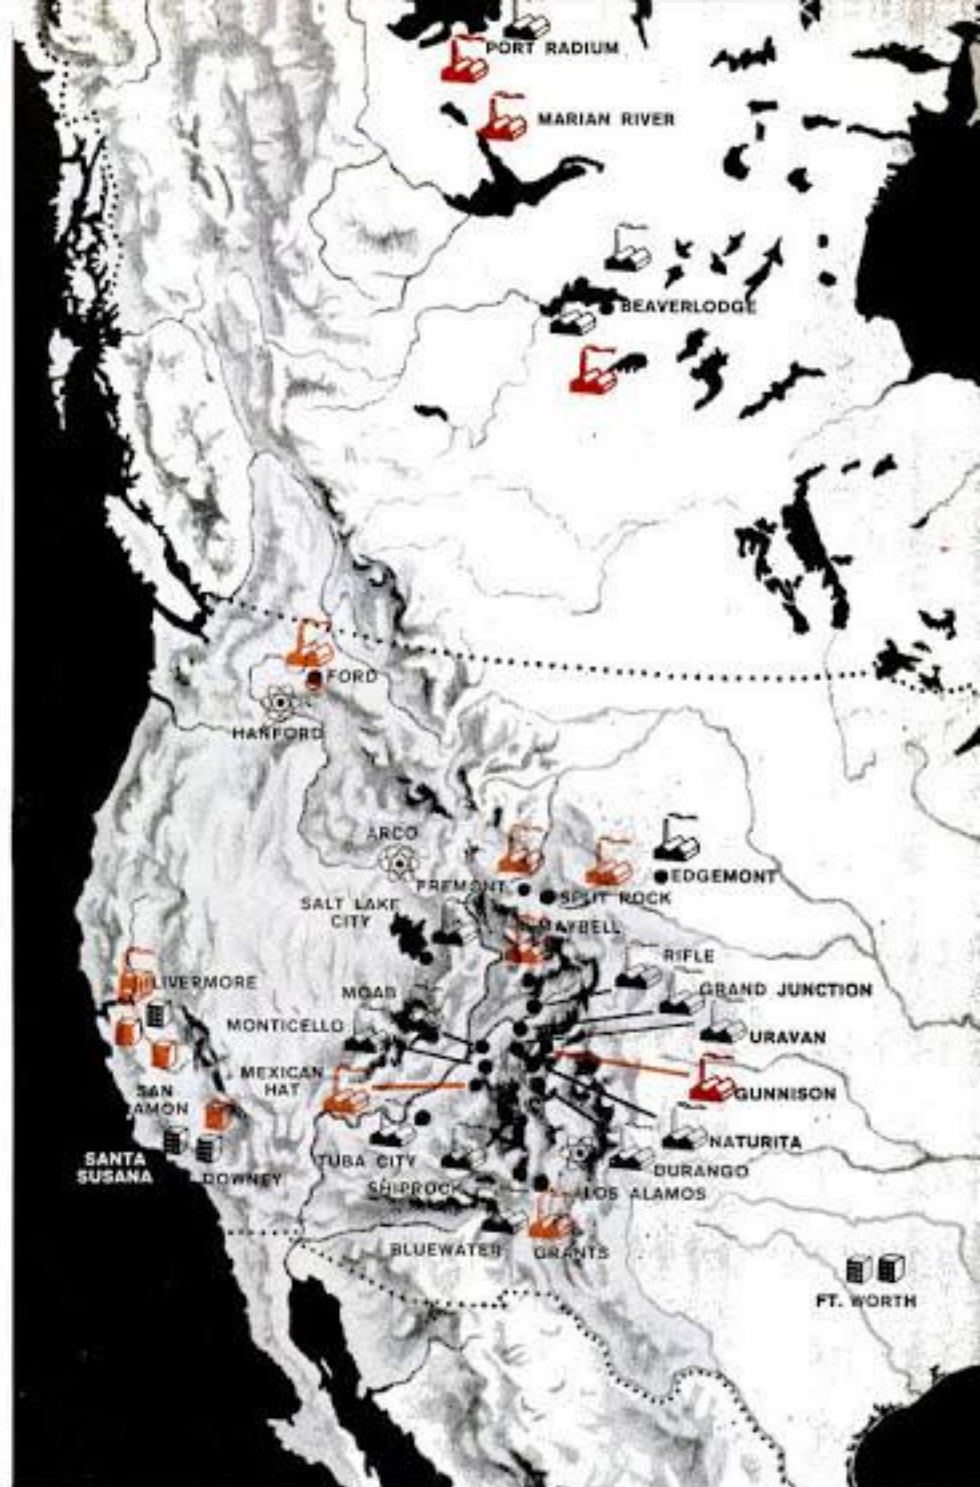 PORT RADIUM
MARIAN RIVER
BEAVERLODGE
FORD
HANFORD
ARCO
FREMONT
EDGEMONT
SPLIT ROCK
SALT LAKE
CITY
MAYBELL
RIFLE
LIVERMORE
MOAB
GRAND JUNCTION
MONTICELLO
URAVAN
MEXICAN
HAT
GUNNISON
SAN
RAMON
NATURITA
SANTA
SUSANA
DOWNEY
TUBA CITY
DURANGO
SHIPROCK
LOS ALAMOS
BLUEWATER
GRANTS
FT. WORTH